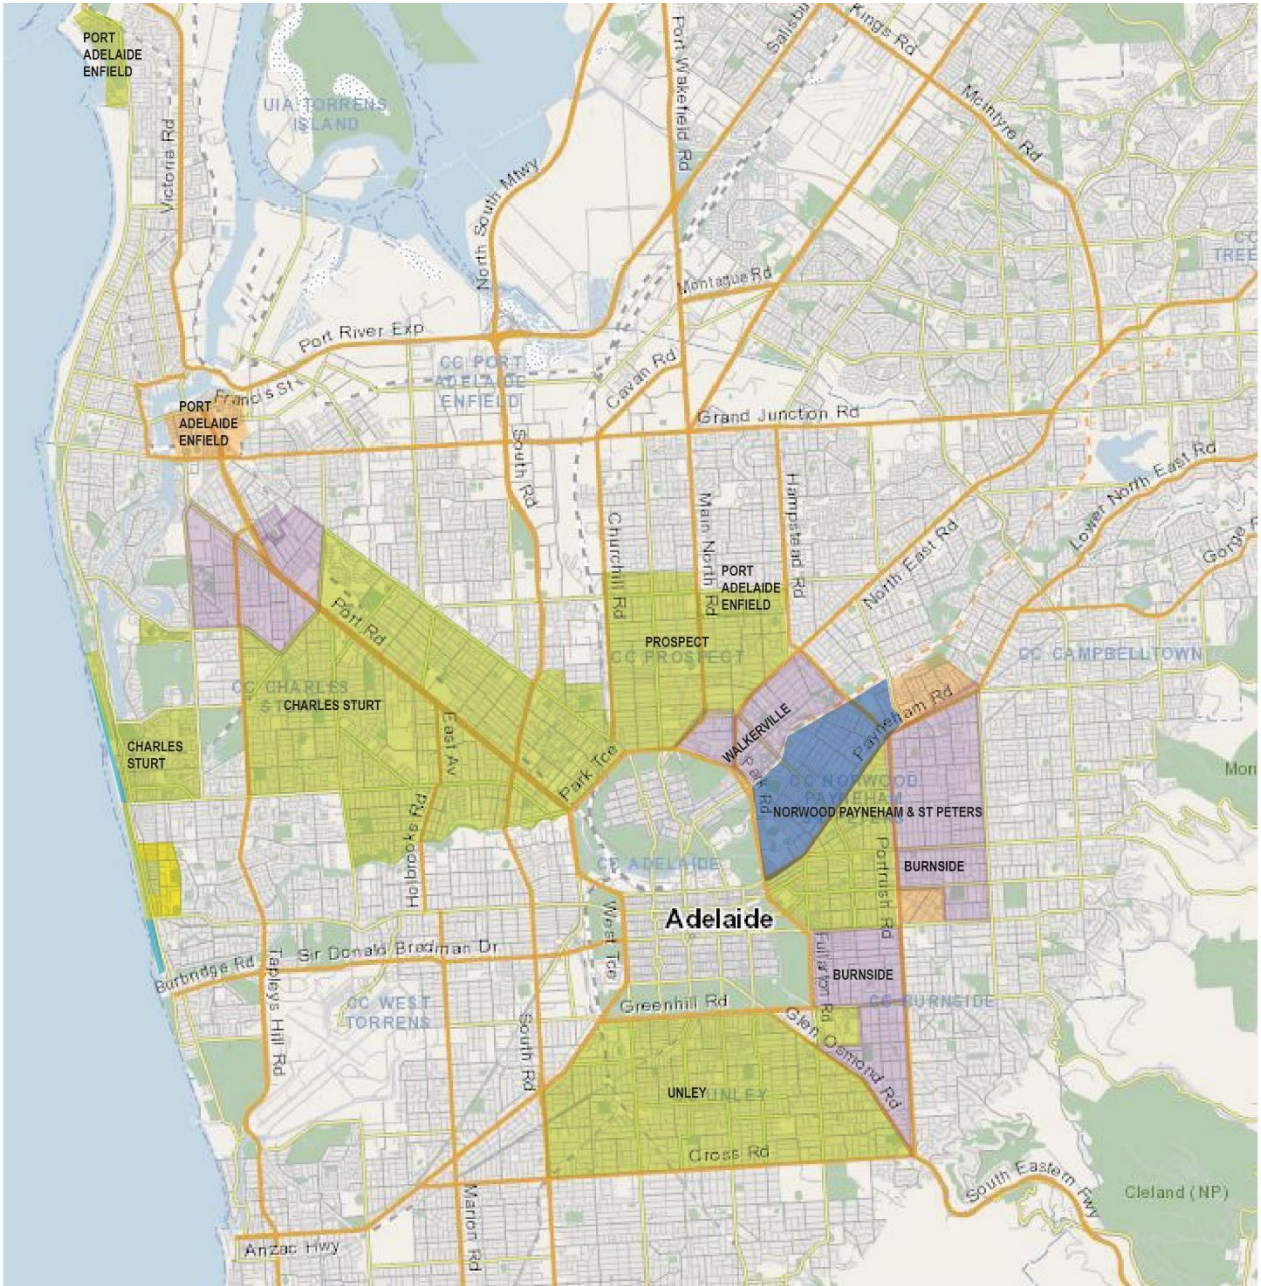 PORT
ADELAIDE
ENFIELD
UIA TORRENS
ISLAND
Victoria Rd
North South Mtwy
Port Wakefield Rd
Kings Rd
McIntyre Rd
Montague Rd
Port River Exp
CC PORT
ADELAIDE
ENFIELD
Francis St
Cavan Rd
Grand Junction Rd
PORT
ADELAIDE
ENFIELD
South Rd
Churchill Rd
Main North Rd
Hampstead Rd
North East Rd
Lower North East Rd
PORT
ADELAIDE
ENFIELD
Port Rd
PROSPECT
CC PROSPECT
CC CAMPBELLTOWN
CC CHARLES
CHARLES STURT
CHARLES
STURT
East Av
WALKERVILLE
Payneham Rd
Park Tce
Park Rd
CC NORWOOD
PAYNEHAM
NORWOOD PAYNEHAM & ST PETERS
Holbrooks Rd
CC ADELAIDE
Portrush Rd
BURNSIDE
Adelaide
West Tce
Sir Donald Bradman Dr
Burbridge Rd
Tapleys Hill Rd
CC WEST
TORRENS
Fullarton Rd
BURNSIDE
CC BURNSIDE
Greenhill Rd
Glen Osmond Rd
South Rd
UNLEY
UNLEY
Cross Rd
South Eastern Fwy
Cleland (NP)
Marion Rd
Anzac Hwy